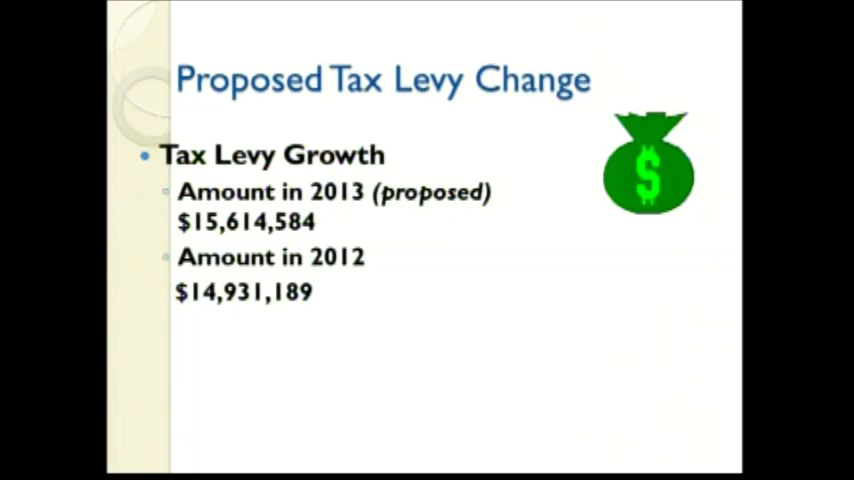 Proposed Tax Levy Change
• Tax Levy Growth
◦ Amount in 2013 (proposed)
$15,614,584
◦ Amount in 2012
$14,931,189
$